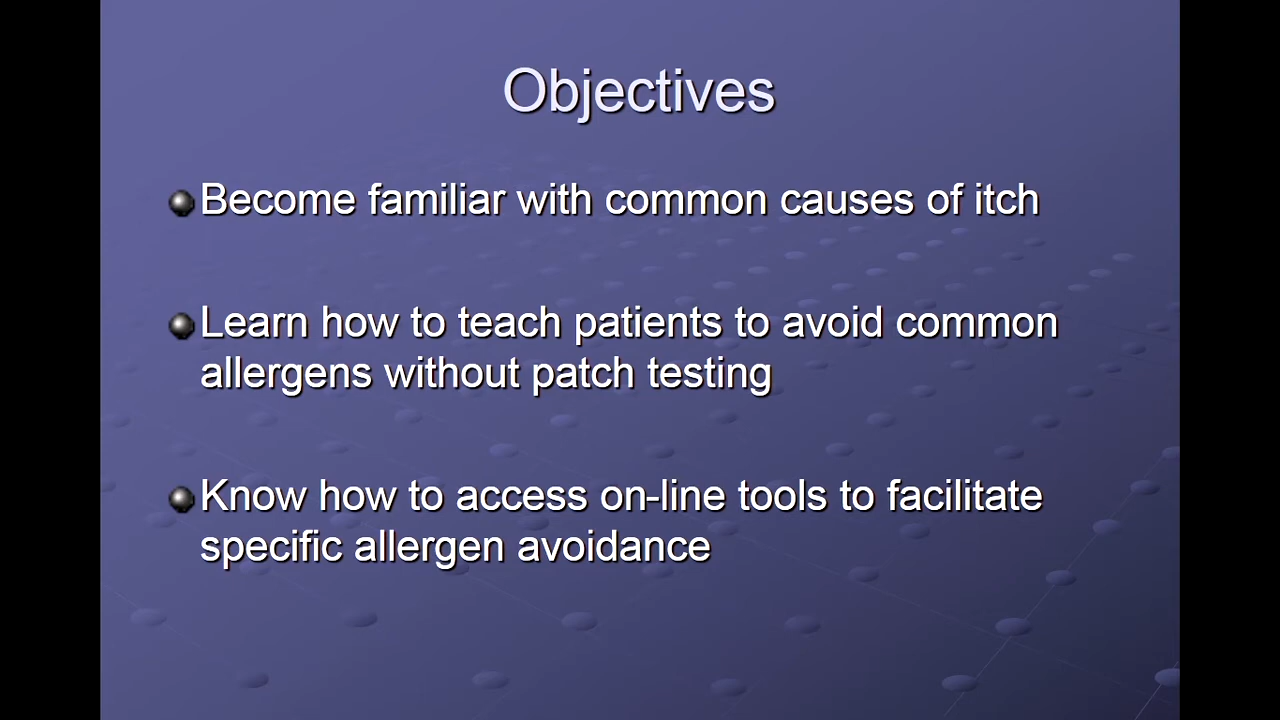 Objectives
Become familiar with common causes of itch
Learn how to teach patients to avoid common
allergens without patch testing
Know how to access on-line tools to facilitate
specific allergen avoidance